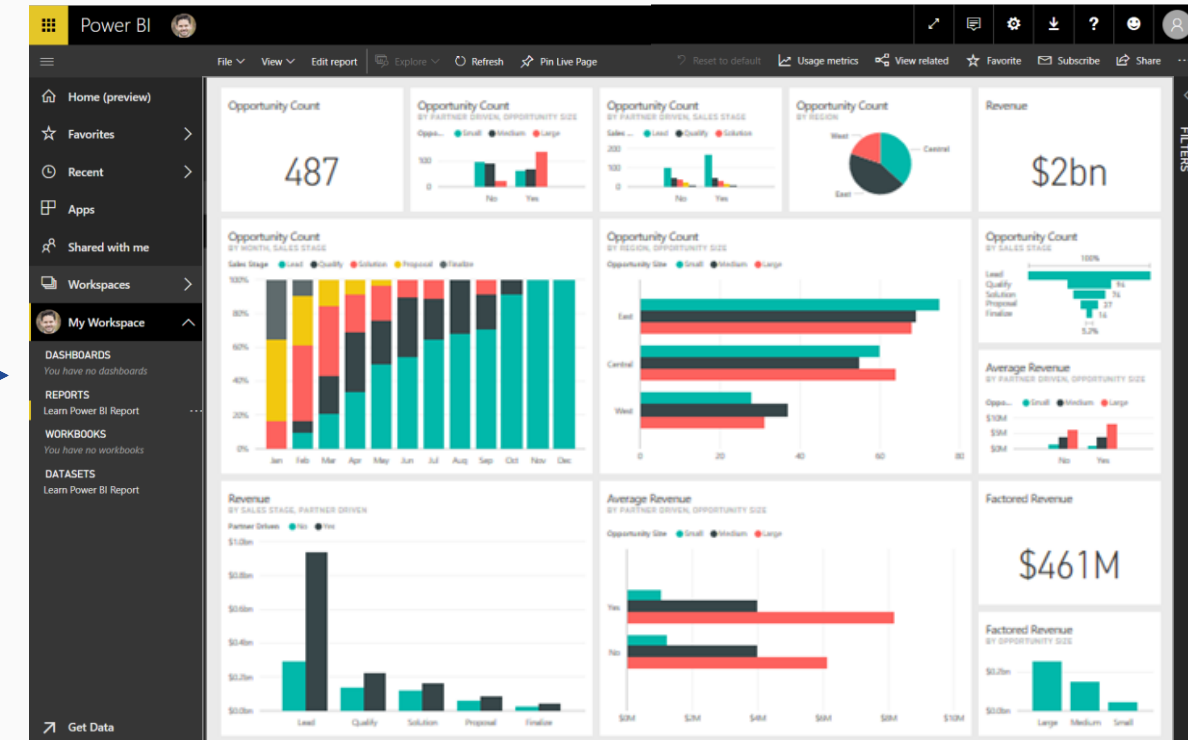 Power BI
File View Edit report Explore Refresh Pin Live Page Reset to default Usage metrics View related Favorite Subscribe Share
Home (preview)
Favorites
Recent
Apps
Shared with me
Workspaces
My Workspace
DASHBOARDS
You have no dashboards
REPORTS
Learn Power BI Report
WORKBOOKS
You have no workbooks
DATASETS
Learn Power BI Report
Get Data
FILTERS
Opportunity Count
487
Opportunity Count
BY PARTNER DRIVEN, OPPORTUNITY SIZE
Oppo... Small Medium Large
100
0
No Yes
Opportunity Count
BY PARTNER DRIVEN, SALES STAGE
Sales ... Lead Qualify Solution
200
100
0
No Yes
Opportunity Count
BY REGION
West
Central
East
Revenue
$2bn
Opportunity Count
BY MONTH, SALES STAGE
Sales Stage Lead Qualify Solution Proposal Finalize
100%
80%
60%
40%
20%
0%
Jan Feb Mar Apr May Jun Jul Aug Sep Oct Nov Dec
Opportunity Count
BY REGION, OPPORTUNITY SIZE
Opportunity Size Small Medium Large
East
Central
West
0 20 40 60 80
Opportunity Count
BY SALES STAGE
100%
Lead
Qualify 94
Solution 74
Proposal 37
Finalize 14
5.2%
Average Revenue
BY PARTNER DRIVEN, OPPORTUNITY SIZE
Oppo... Small Medium Large
$10M
$5M
$0M
No Yes
Revenue
BY SALES STAGE, PARTNER DRIVEN
Partner Driven No Yes
$1.0bn
$0.8bn
$0.6bn
$0.4bn
$0.2bn
$0.0bn
Lead Qualify Solution Proposal Finalize
Average Revenue
BY PARTNER DRIVEN, OPPORTUNITY SIZE
Opportunity Size Small Medium Large
Yes
No
$0M $2M $4M $6M $8M $10M
Factored Revenue
$461M
Factored Revenue
BY OPPORTUNITY SIZE
$0.2bn
$0.0bn
Large Medium Small